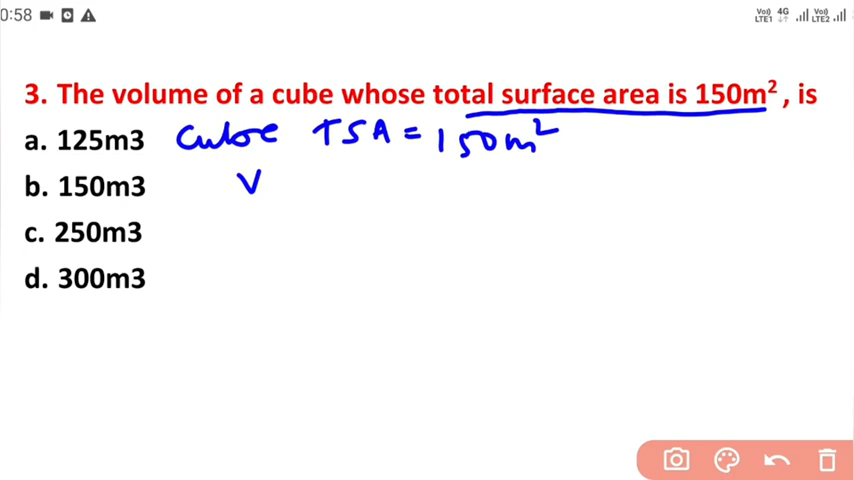 0:58 Vo)) LTE1 4G Vo)) LTE2
3. The volume of a cube whose total surface area is 150m², is
a. 125m3 Cube TSA = 150m²
b. 150m3 V
c. 250m3
d. 300m3